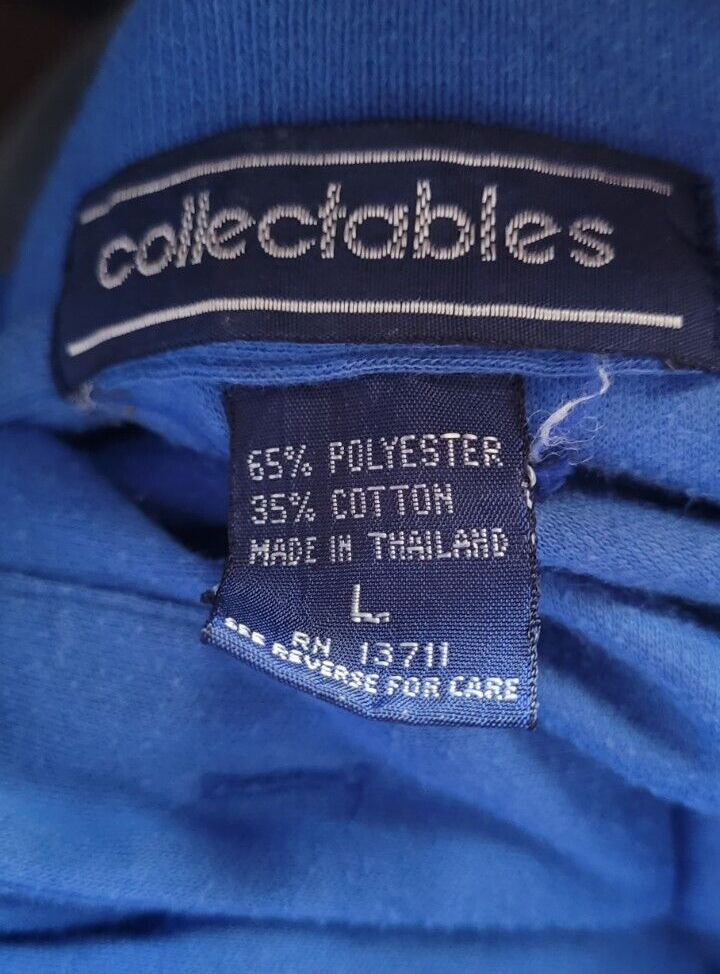 collectables
65% POLYESTER
35% COTTON
MADE IN THAILAND
L
RN 13711
SEE REVERSE FOR CARE